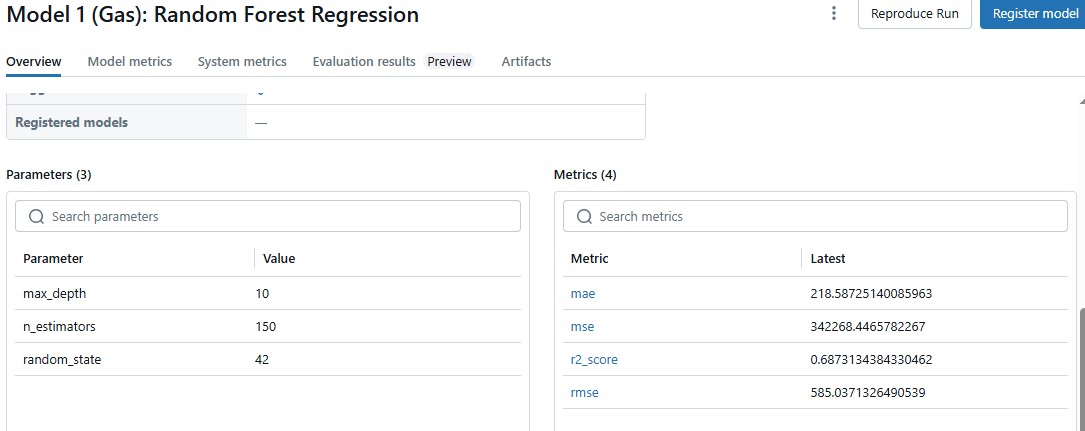 Model 1 (Gas): Random Forest Regression
Reproduce Run
Register model
Overview
Model metrics
System metrics
Evaluation results
Preview
Artifacts
Registered models
—
Parameters (3)
Search parameters
Parameter Value
max_depth 10
n_estimators 150
random_state 42
Metrics (4)
Search metrics
Metric Latest
mae 218.58725140085963
mse 342268.4465782267
r2_score 0.6873134384330462
rmse 585.0371326490539